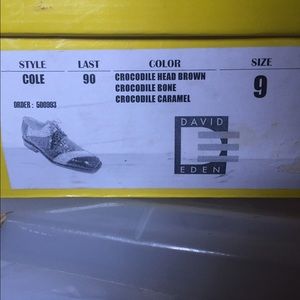 STYLE LAST COLOR SIZE
COLE 90 CROCODILE HEAD BROWN 9
CROCODILE BONE
CROCODILE CARAMEL
ORDER: 500993
DAVID
EDEN